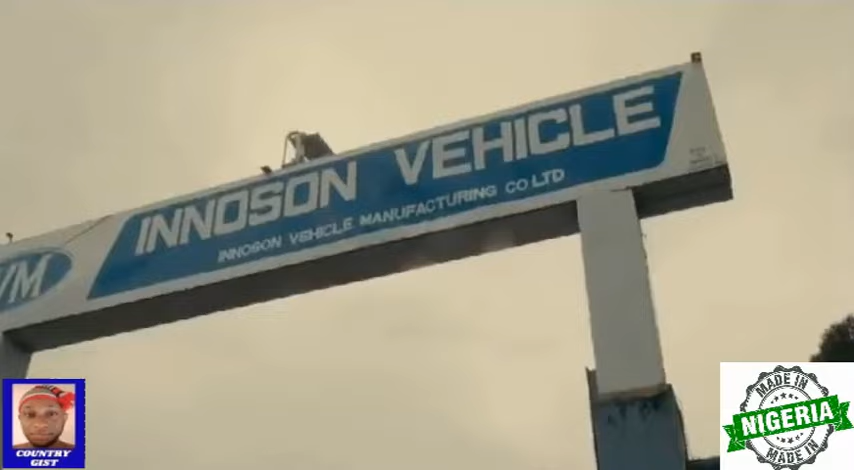 INNOSON VEHICLE
INNOSON VEHICLE MANUFACTURING CO LTD
VM
COUNTRY
GIST
MADE IN
NIGERIA
MADE IN